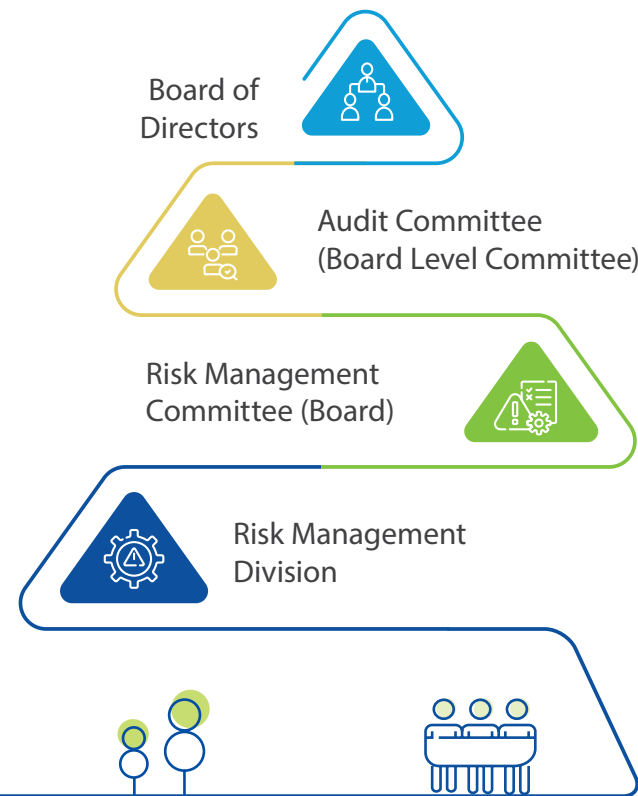 Board of
Directors
Audit Committee
(Board Level Committee)
Risk Management
Committee (Board)
Risk Management
Division